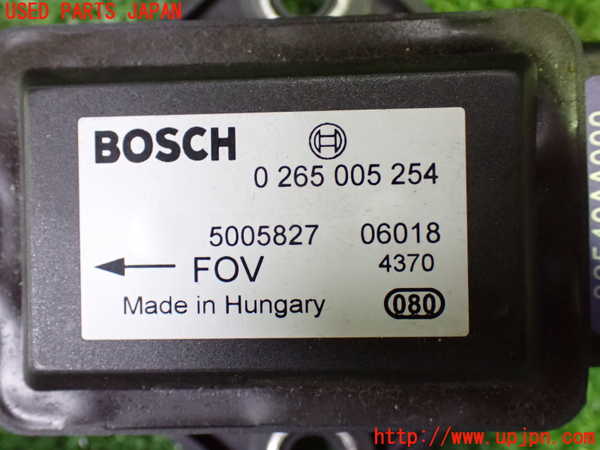 USED PARTS JAPAN
BOSCH
0 265 005 254
5005827 06018
← FOV 4370
Made in Hungary 080
http://www.upjpn.com